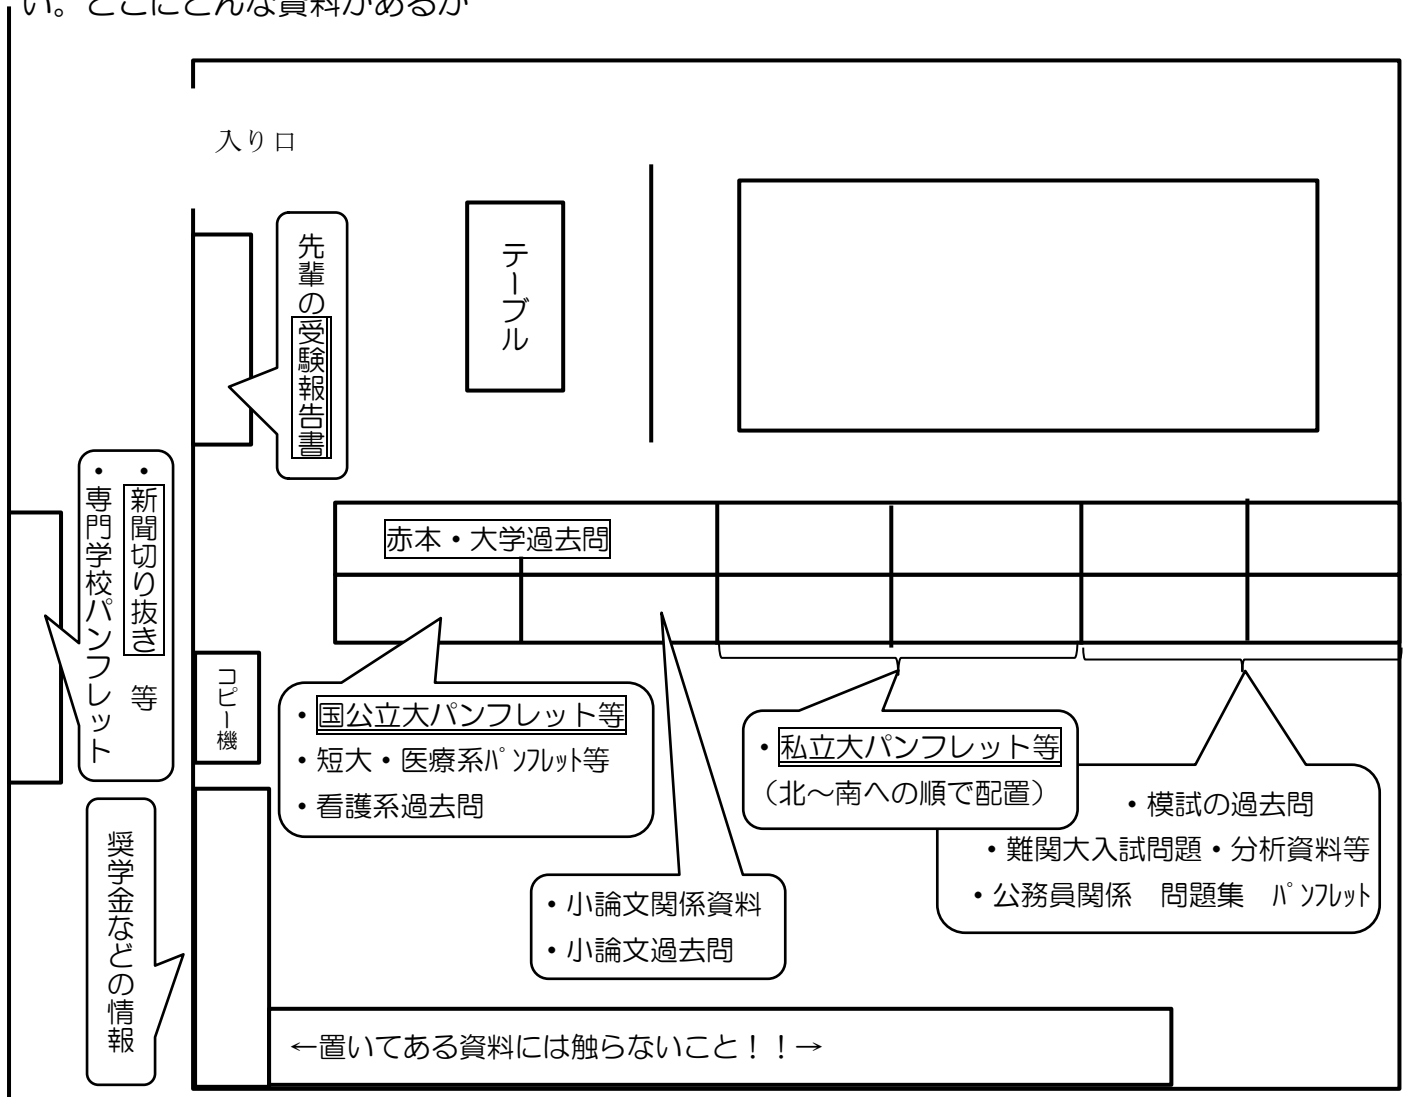 い。どこにどんな資料があるか
入り口
先輩の受験報告書
テーブル
・新聞切り抜き 等
・専門学校パンフレット
赤本・大学過去問
コピー機
・国公立大パンフレット等
・短大・医療系ﾊﾟﾝﾌﾚｯﾄ等
・看護系過去問
・私立大パンフレット等
（北～南への順で配置）
・模試の過去問
・難関大入試問題・分析資料等
・公務員関係　問題集　ﾊﾟﾝﾌﾚｯﾄ
・小論文関係資料
・小論文過去問
奨学金などの情報
←置いてある資料には触らないこと！！→